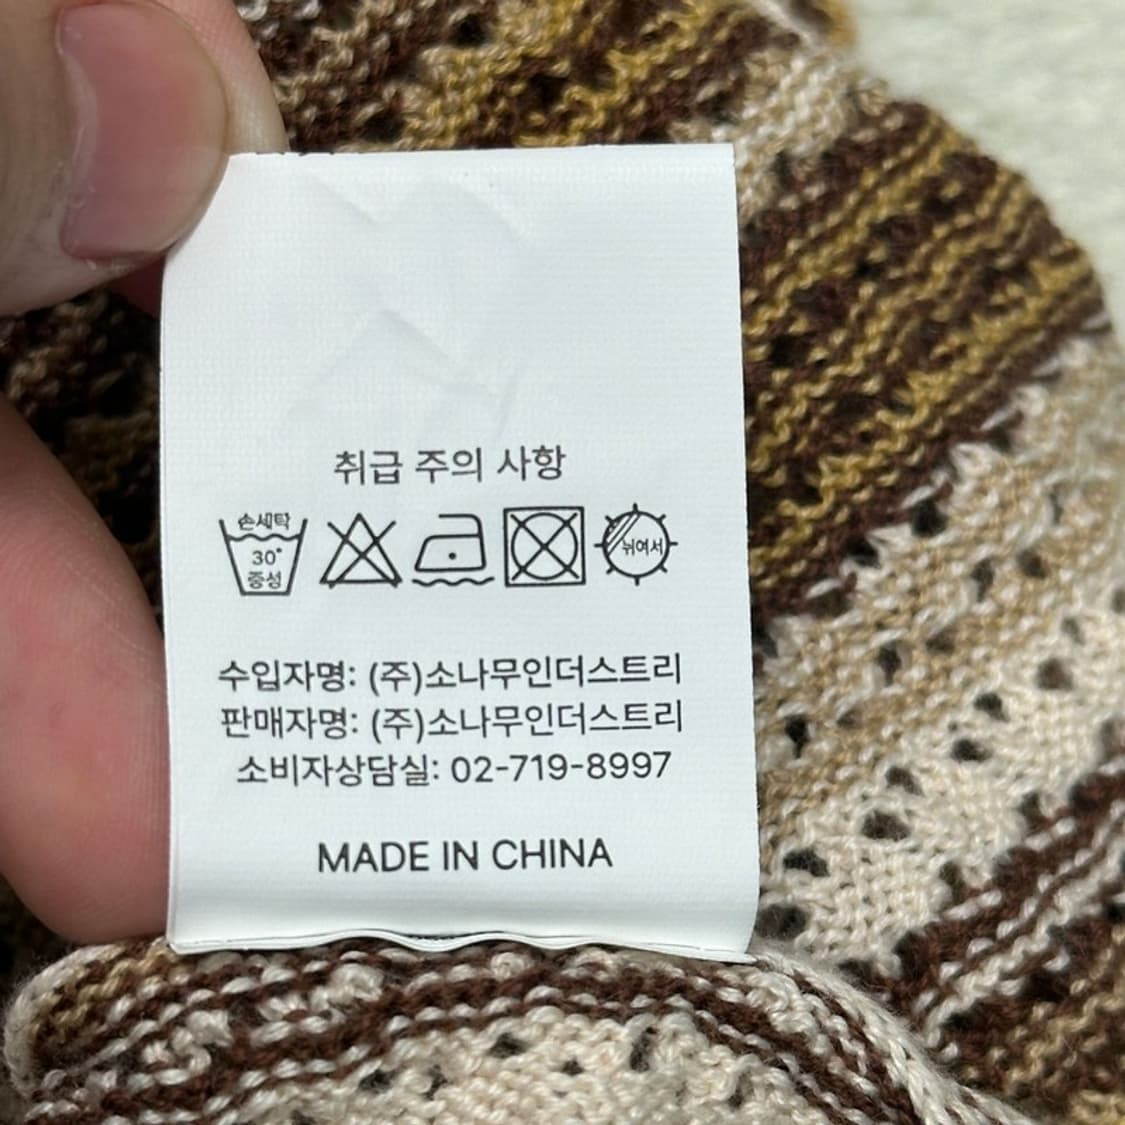 취급 주의 사항
손세탁
30°
중성
뉘여서
수입자명: (주)소나무인더스트리
판매자명: (주)소나무인더스트리
소비자상담실: 02-719-8997
MADE IN CHINA